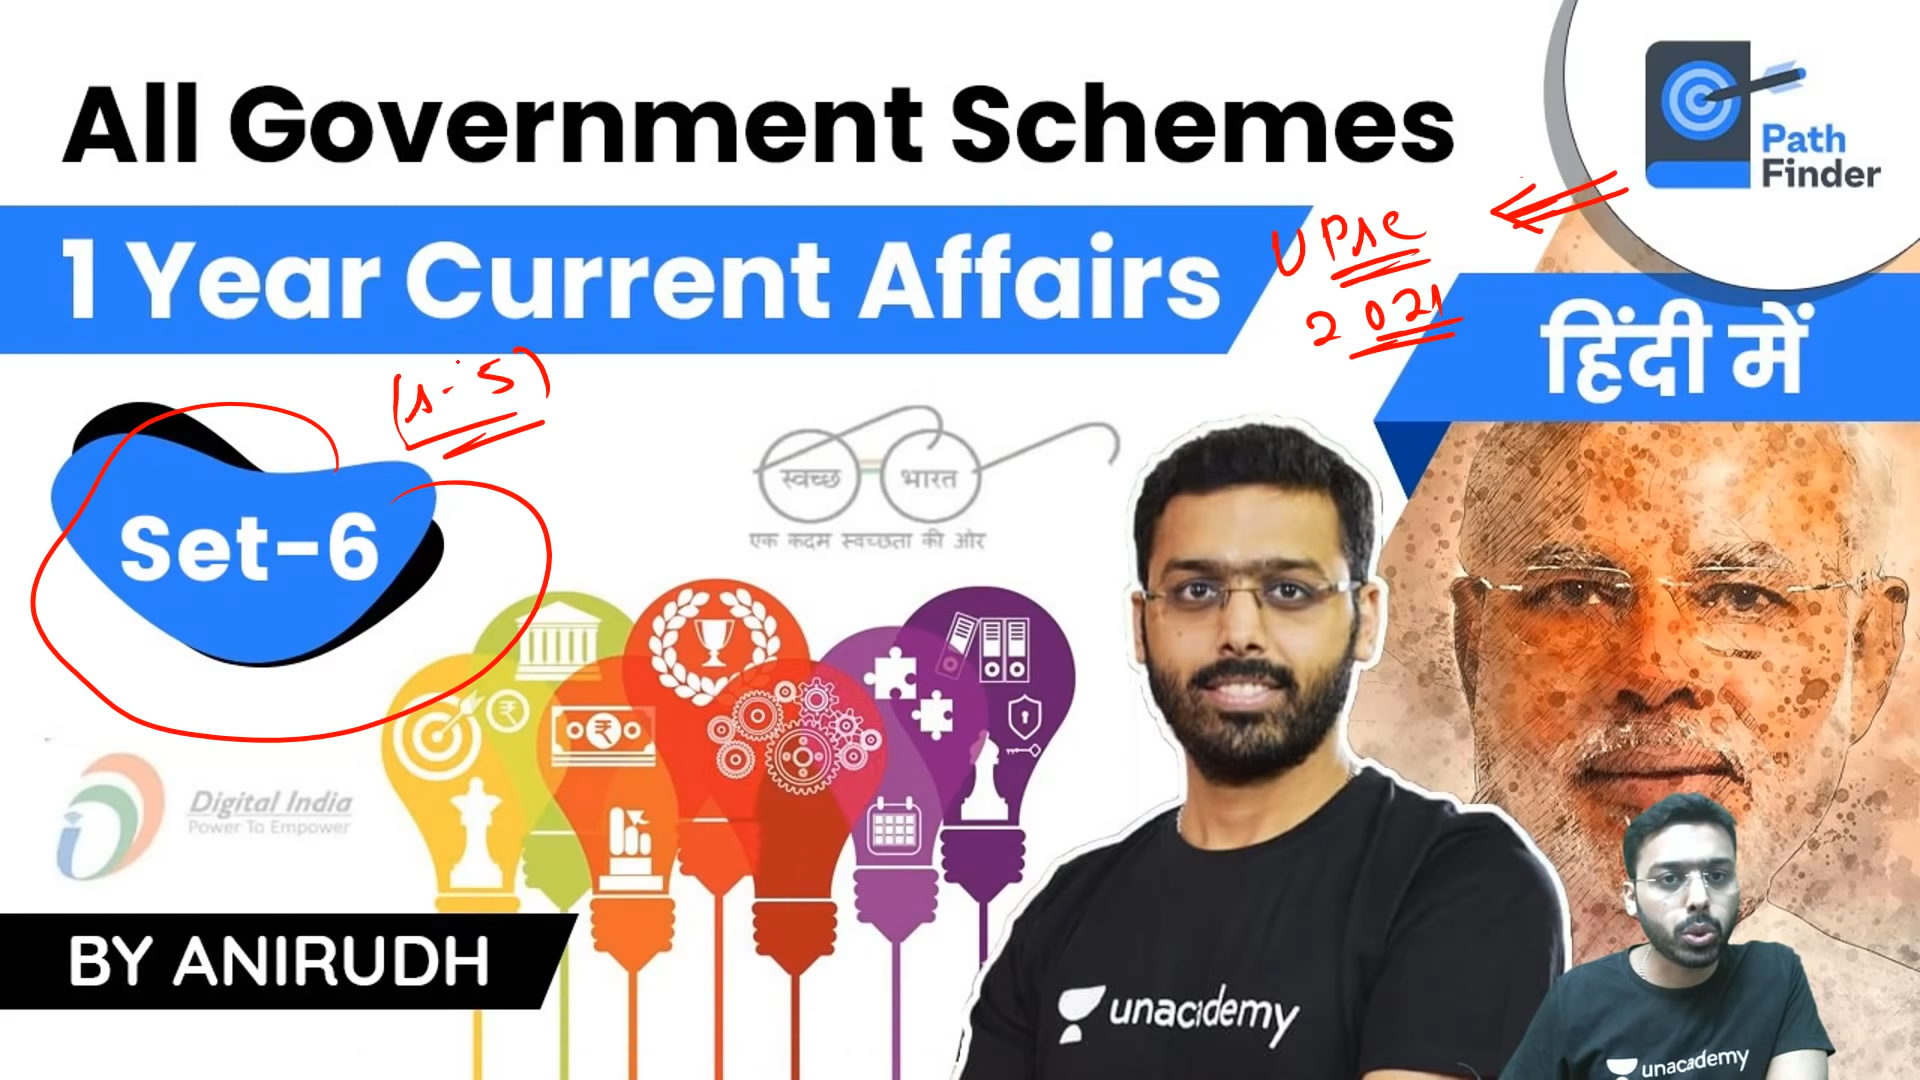 All Government Schemes
Path
Finder
1 Year Current Affairs
UPSC
2021
हिंदी में
(1-5)
Set-6
स्वच्छ भारत
एक कदम स्वच्छता की ओर
Digital India
Power To Empower
BY ANIRUDH
unacademy
unacademy